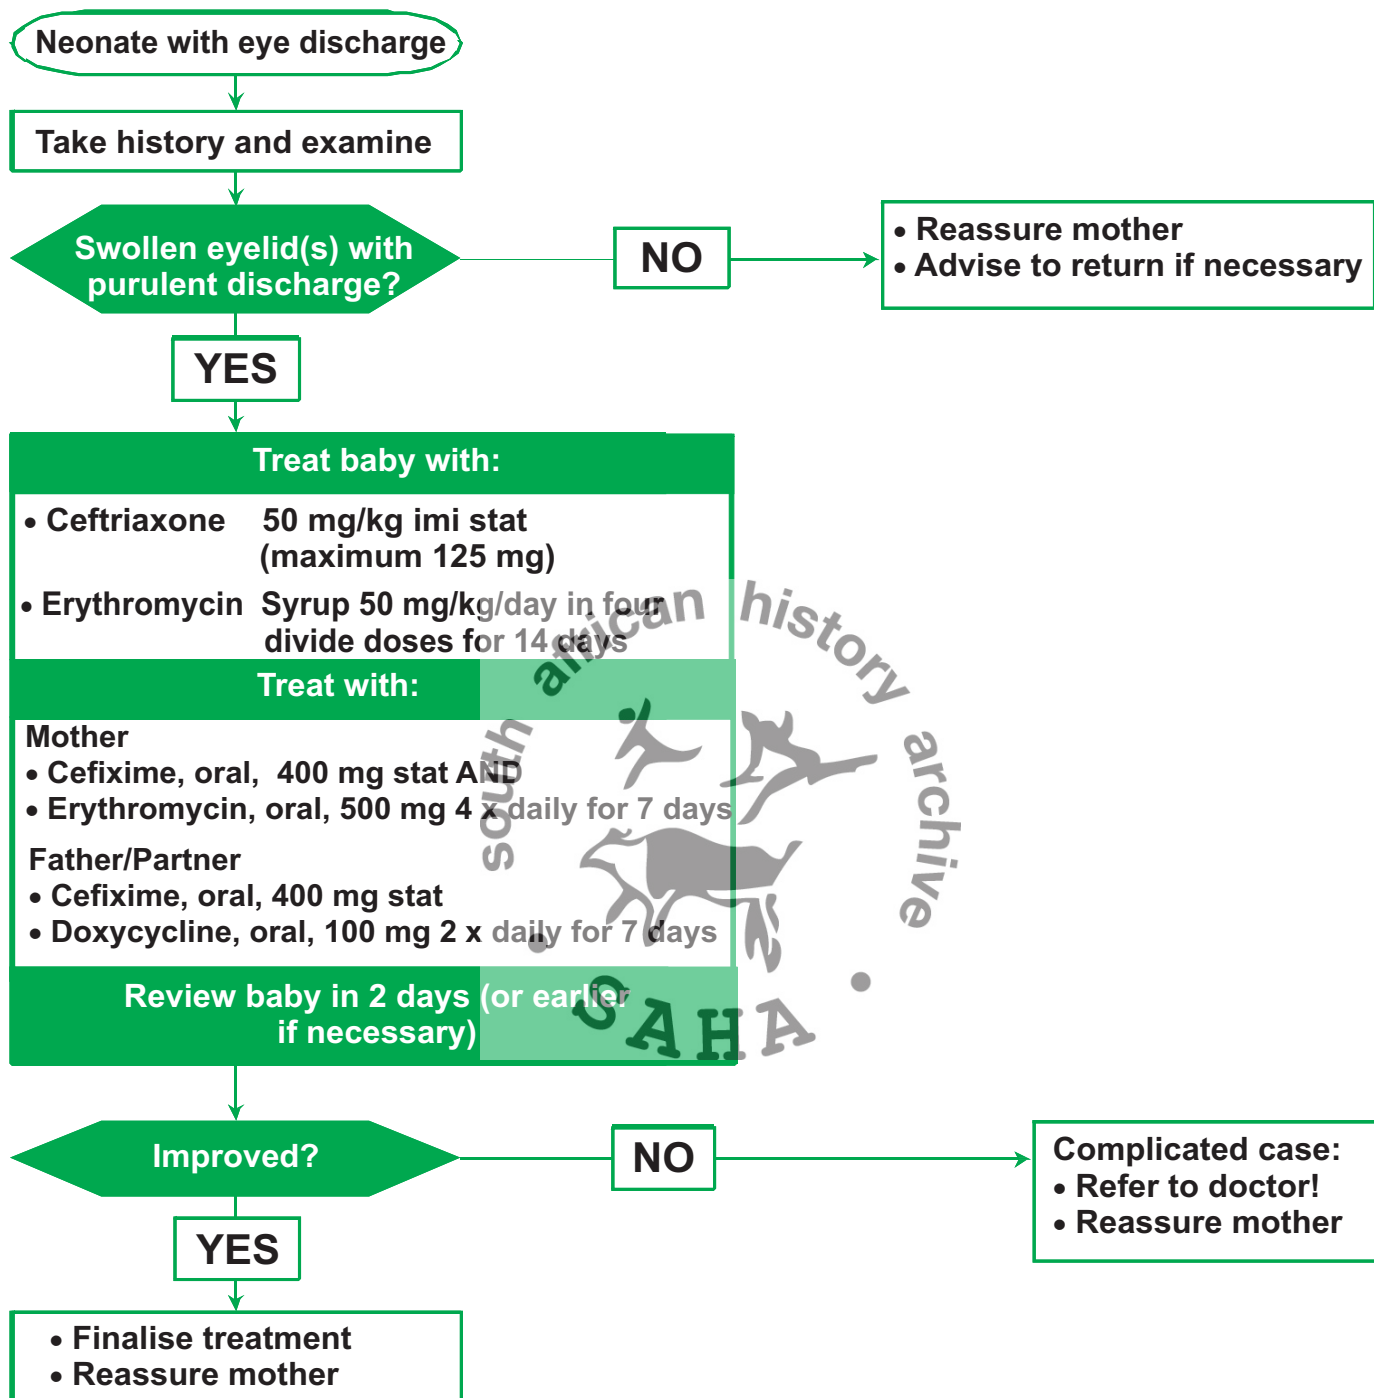 Neonate with eye discharge
Take history and examine
Swollen eyelid(s) with
purulent discharge?
NO
• Reassure mother
• Advise to return if necessary
YES
Treat baby with:
• Ceftriaxone 50 mg/kg imi stat
(maximum 125 mg)
• Erythromycin Syrup 50 mg/kg/day in four
divide doses for 14 days
Treat with:
Mother
• Cefixime, oral, 400 mg stat AND
• Erythromycin, oral, 500 mg 4 x daily for 7 days
Father/Partner
• Cefixime, oral, 400 mg stat
• Doxycycline, oral, 100 mg 2 x daily for 7 days
Review baby in 2 days (or earlier
if necessary)
south african history archive
• SAHA •
Improved?
NO
Complicated case:
• Refer to doctor!
• Reassure mother
YES
• Finalise treatment
• Reassure mother